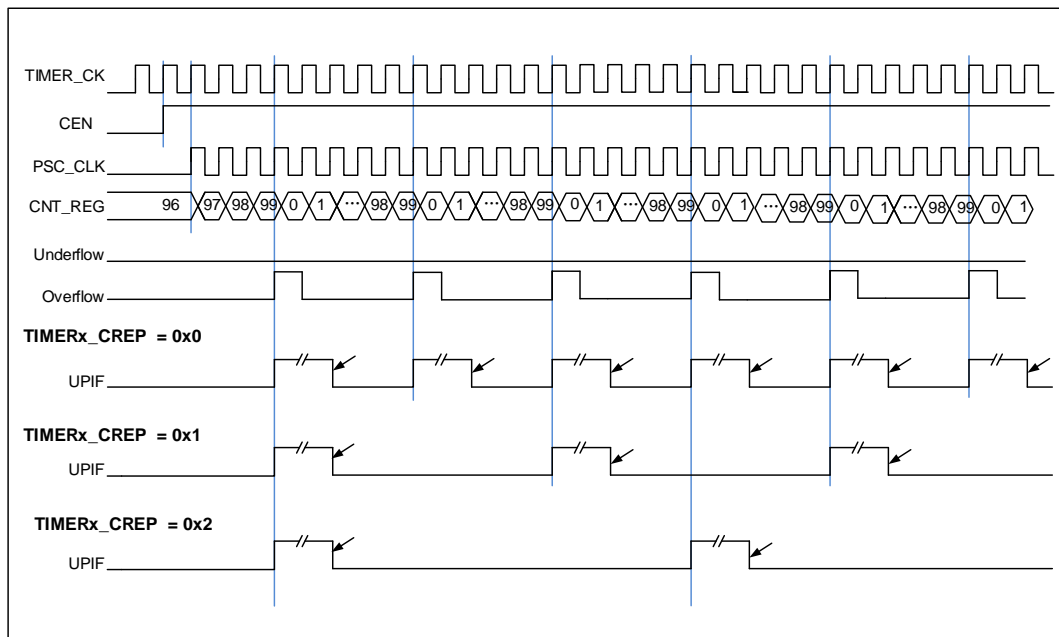 TIMER_CK
CEN
PSC_CLK
CNT_REG 96 97 98 99 0 1 ... 98 99 0 1 ... 98 99 0 1 ... 98 99 0 1 ... 98 99 0 1 ... 98 99 0 1
Underflow
Overflow
TIMERx_CREP = 0x0
UPIF
TIMERx_CREP = 0x1
UPIF
TIMERx_CREP = 0x2
UPIF